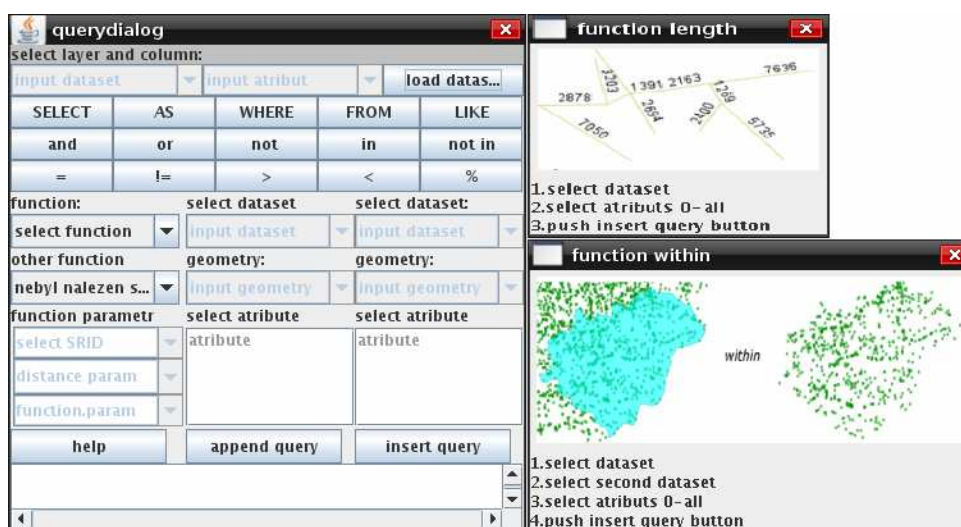 querydialog
select layer and column:
input dataset input atribut load datas...
SELECT AS WHERE FROM LIKE
and or not in not in
= != > < %
function: select dataset select dataset:
select function input dataset input dataset
other function geometry: geometry:
nebyl nalezen s... input geometry input geometry
function parametr select atribute select atribute
select SRID atribute atribute
distance param
function.param
help append query insert query
function length
2878 3203 1391 2163 1269 7636
7050 2654 2400 5735
1.select dataset
2.select atributs 0-all
3.push insert query button
function within
within
1.select dataset
2.select second dataset
3.select atributs 0-all
4.push insert query button